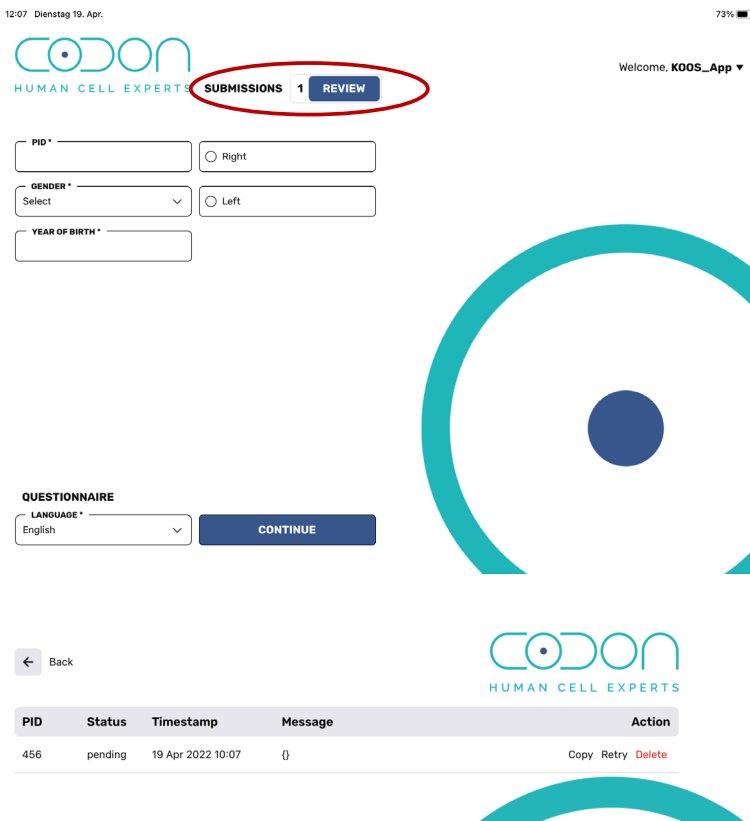 12:07 Dienstag 19. Apr. 73%
CODON
HUMAN CELL EXPERTS
SUBMISSIONS 1 REVIEW
Welcome, KOOS_App ▼
PID *
Right
GENDER *
Select
Left
YEAR OF BIRTH *
QUESTIONNAIRE
LANGUAGE *
English
CONTINUE
← Back
CODON
HUMAN CELL EXPERTS
PID Status Timestamp Message Action
456 pending 19 Apr 2022 10:07 {} Copy Retry Delete